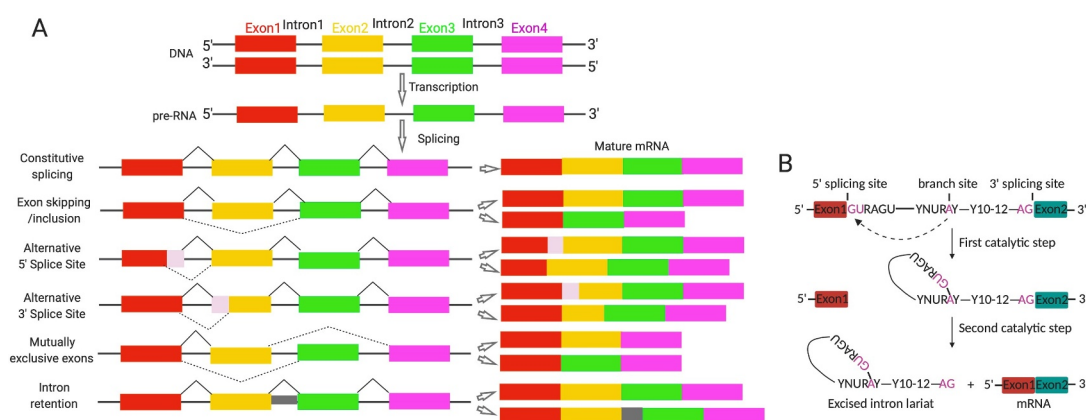 A
Exon1 Intron1 Exon2 Intron2 Exon3 Intron3 Exon4
DNA
5' 3'
3' 5'
Transcription
pre-RNA 5' 3'
Splicing
Mature mRNA
Constitutive
splicing
Exon skipping
/inclusion
Alternative
5' Splice Site
Alternative
3' Splice Site
Mutually
exclusive exons
Intron
retention
B
5' splicing site branch site 3' splicing site
5' Exon1 GURAGU YNURAY Y10-12 AG Exon2 3'
First catalytic step
GURAGU
5' Exon1 YNURAY Y10-12 AG Exon2 3
Second catalytic step
GURAGU
YNURAY Y10-12 AG + 5' Exon1 Exon2 3
Excised intron lariat mRNA